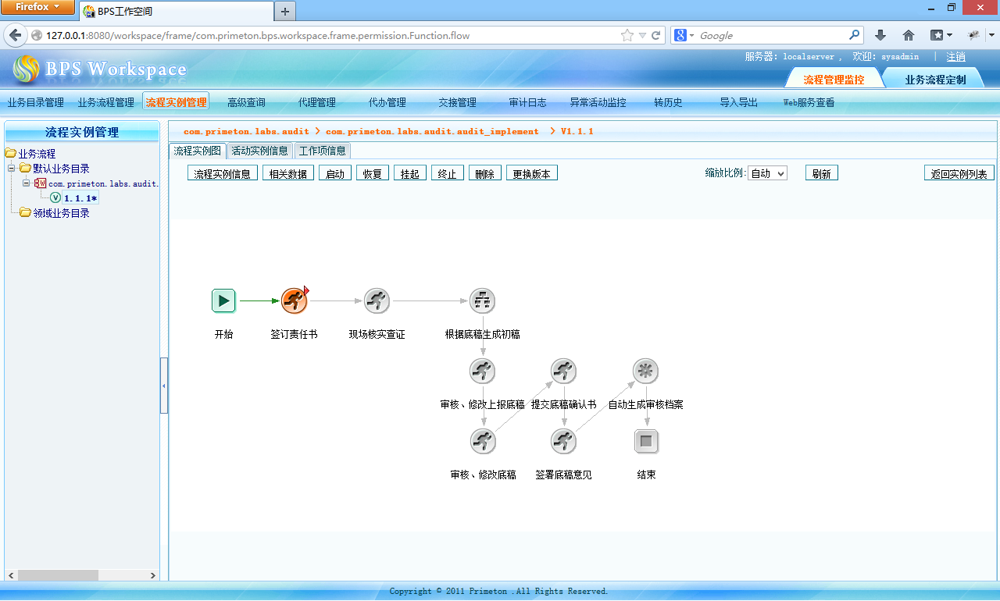 Firefox
BPS工作空间
127.0.0.1:8080/workspace/frame/com.primeton.bps.workspace.frame.permission.Function.flow
Google
BPS Workspace
服务器: localserver , 欢迎: sysadmin | 注销
流程管理监控 业务流程定制
业务目录管理 业务流程管理 流程实例管理 高级查询 代理管理 代办管理 交接管理 审计日志 异常活动监控 转历史 导入导出 Web服务查看
流程实例管理
com.primeton.labs.audit > com.primeton.labs.audit.audit_implement > V1.1.1
流程实例图 活动实例信息 工作项信息
业务流程
默认业务目录
com.primeton.labs.audit.
1.1.1*
领域业务目录
流程实例信息 相关数据 启动 恢复 挂起 终止 删除 更换版本 缩放比例: 自动 刷新 返回实例列表
开始 签订责任书 现场核实查证 根据底稿生成初稿
审核、修改上报底稿 提交底稿确认书 自动生成审核档案
审核、修改底稿 签署底稿意见 结束
Copyright © 2011 Primeton .All Rights Reserved.